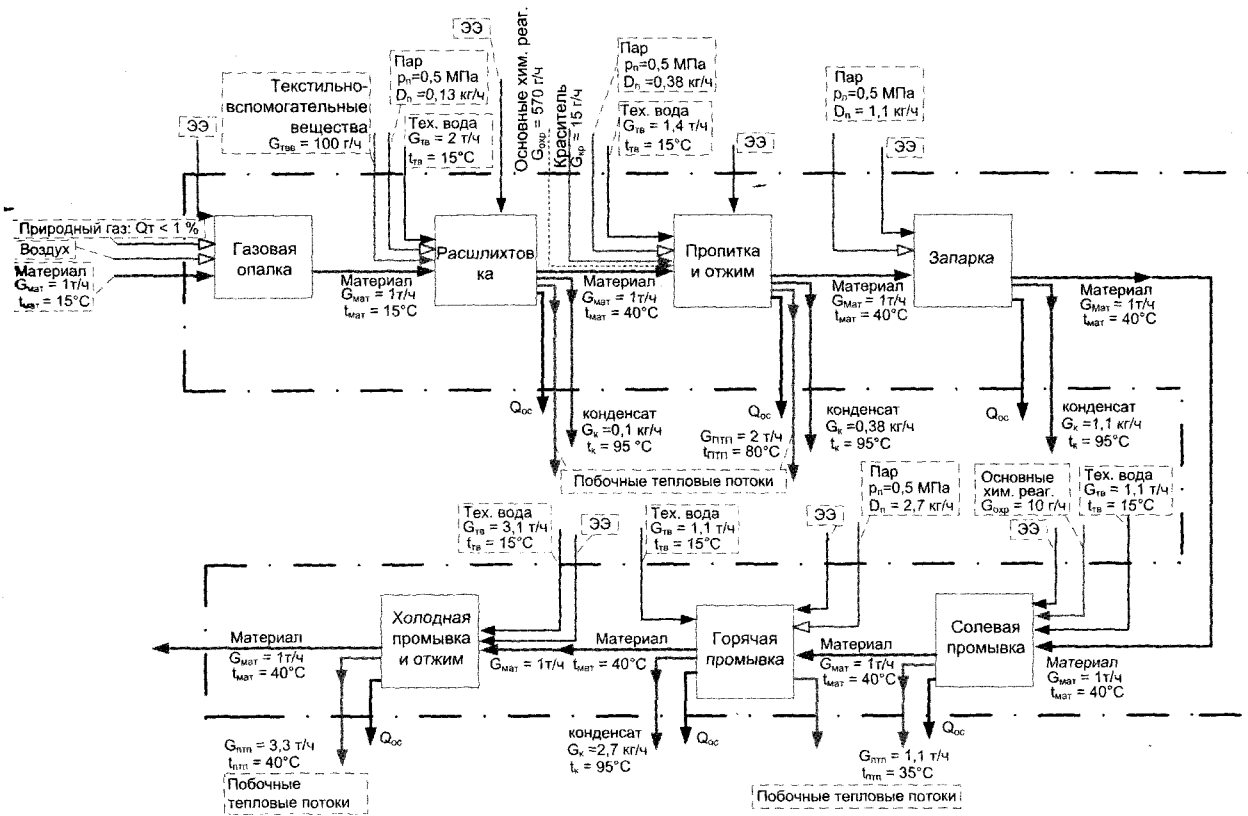 ЭЭ
Текстильно-
вспомогательные
вещества
Gтвв = 100 г/ч
Пар
pп=0,5 МПа
Dп =0,13 кг/ч
Тех. вода
Gтв = 2 т/ч
tтв = 15°С
ЭЭ
Основные хим. реаг.
Gохр = 570 г/ч
Краситель
Gкр = 15 г/ч
Пар
pп=0,5 МПа
Dп =0,38 кг/ч
Тех. вода
Gтв = 1,4 т/ч
tтв = 15°С
ЭЭ
Пар
pп=0,5 МПа
Dп = 1,1 кг/ч
ЭЭ
Природный газ: Qт < 1 %
Воздух
Материал
Gмат = 1т/ч
tмат = 15°С
Газовая
опалка
Материал
Gмат = 1т/ч
tмат = 15°С
Расшлихтов
ка
Материал
Gмат = 1т/ч
tмат = 40°С
Пропитка
и отжим
Материал
Gмат = 1т/ч
tмат = 40°С
Запарка
Материал
Gмат = 1т/ч
tмат = 40°С
Qос
конденсат
Gк =0,1 кг/ч
tк = 95 °С
Qос
Gптп = 2 т/ч
tптп = 80°С
конденсат
Gк =0,38 кг/ч
tк = 95°С
Qос
конденсат
Gк =1,1 кг/ч
tк = 95°С
Побочные тепловые потоки
Тех. вода
Gтв = 3,1 т/ч
tтв = 15°С
ЭЭ
Тех. вода
Gтв = 1,1 т/ч
tтв = 15°С
ЭЭ
Пар
pп=0,5 МПа
Dп = 2,7 кг/ч
Основные
хим. реаг.
Gохр = 10 г/ч
ЭЭ
Тех. вода
Gтв = 1,1 т/ч
tтв = 15°С
Материал
Gмат = 1т/ч
tмат = 40°С
Холодная
промывка
и отжим
Материал
Gмат = 1т/ч tмат = 40°С
Горячая
промывка
Материал
Gмат = 1т/ч
tмат = 40°С
Солевая
промывка
Материал
Gмат = 1т/ч
tмат = 40°С
Gптп = 3,3 т/ч
tптп = 40°С
Qос
Побочные
тепловые потоки
конденсат
Gк =2,7 кг/ч
tк = 95°С
Qос
Gптп = 1,1 т/ч
tптп = 35°С
Qос
Побочные тепловые потоки